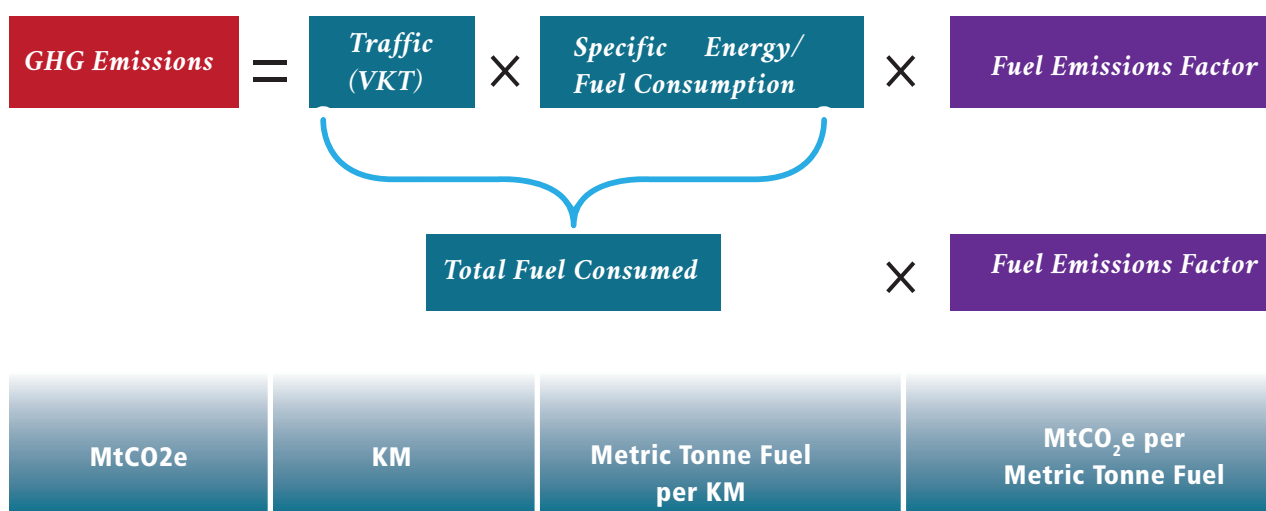 GHG Emissions
=
Traffic
(VKT)
×
Specific Energy/
Fuel Consumption
×
Fuel Emissions Factor
Total Fuel Consumed
×
Fuel Emissions Factor
MtCO2e
KM
Metric Tonne Fuel
per KM
MtCO₂e per
Metric Tonne Fuel